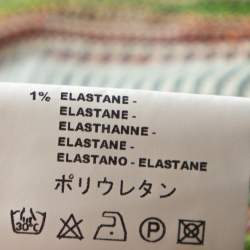 1% ELASTANE -
ELASTANE -
ELASTHANNE -
ELASTANE -
ELASTANO - ELASTANE
ポリウレタン
30°C P